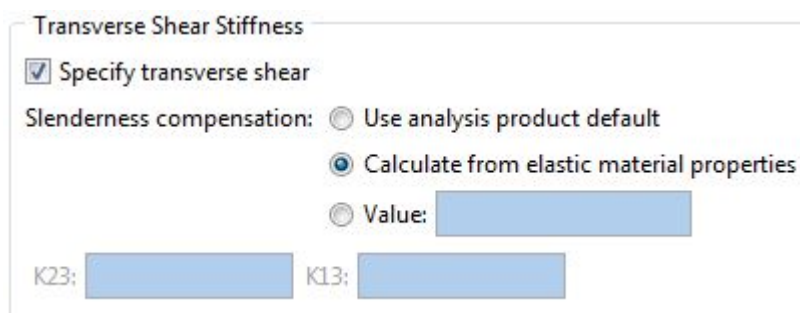 Transverse Shear Stiffness
Specify transverse shear
Slenderness compensation: Use analysis product default
Calculate from elastic material properties
Value:
K23: K13: